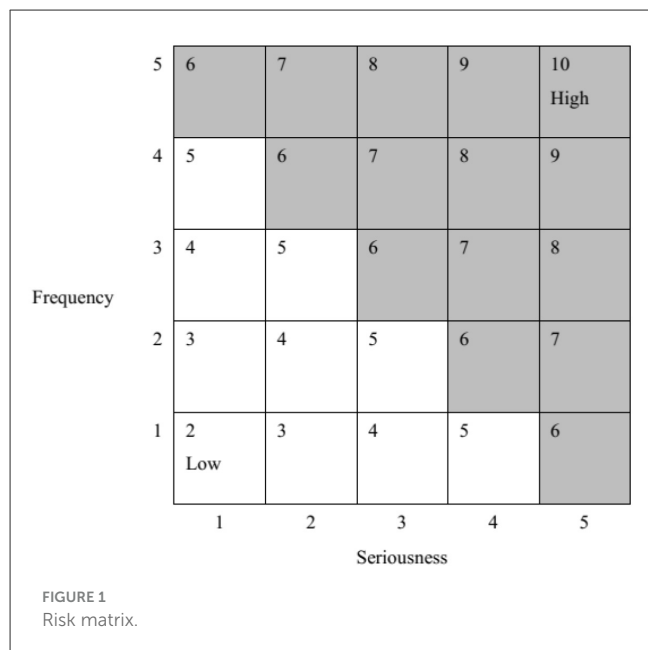 5 6 7 8 9 10
High
4 5 6 7 8 9
3 4 5 6 7 8
Frequency
2 3 4 5 6 7
1 2 3 4 5 6
Low
1 2 3 4 5
Seriousness
FIGURE 1
Risk matrix.